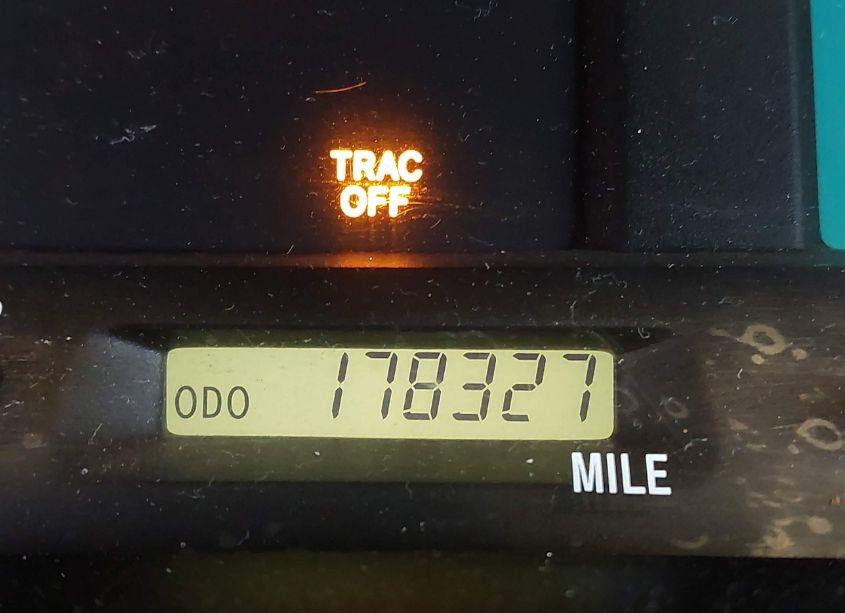 TRAC
OFF
ODO 178327
MILE